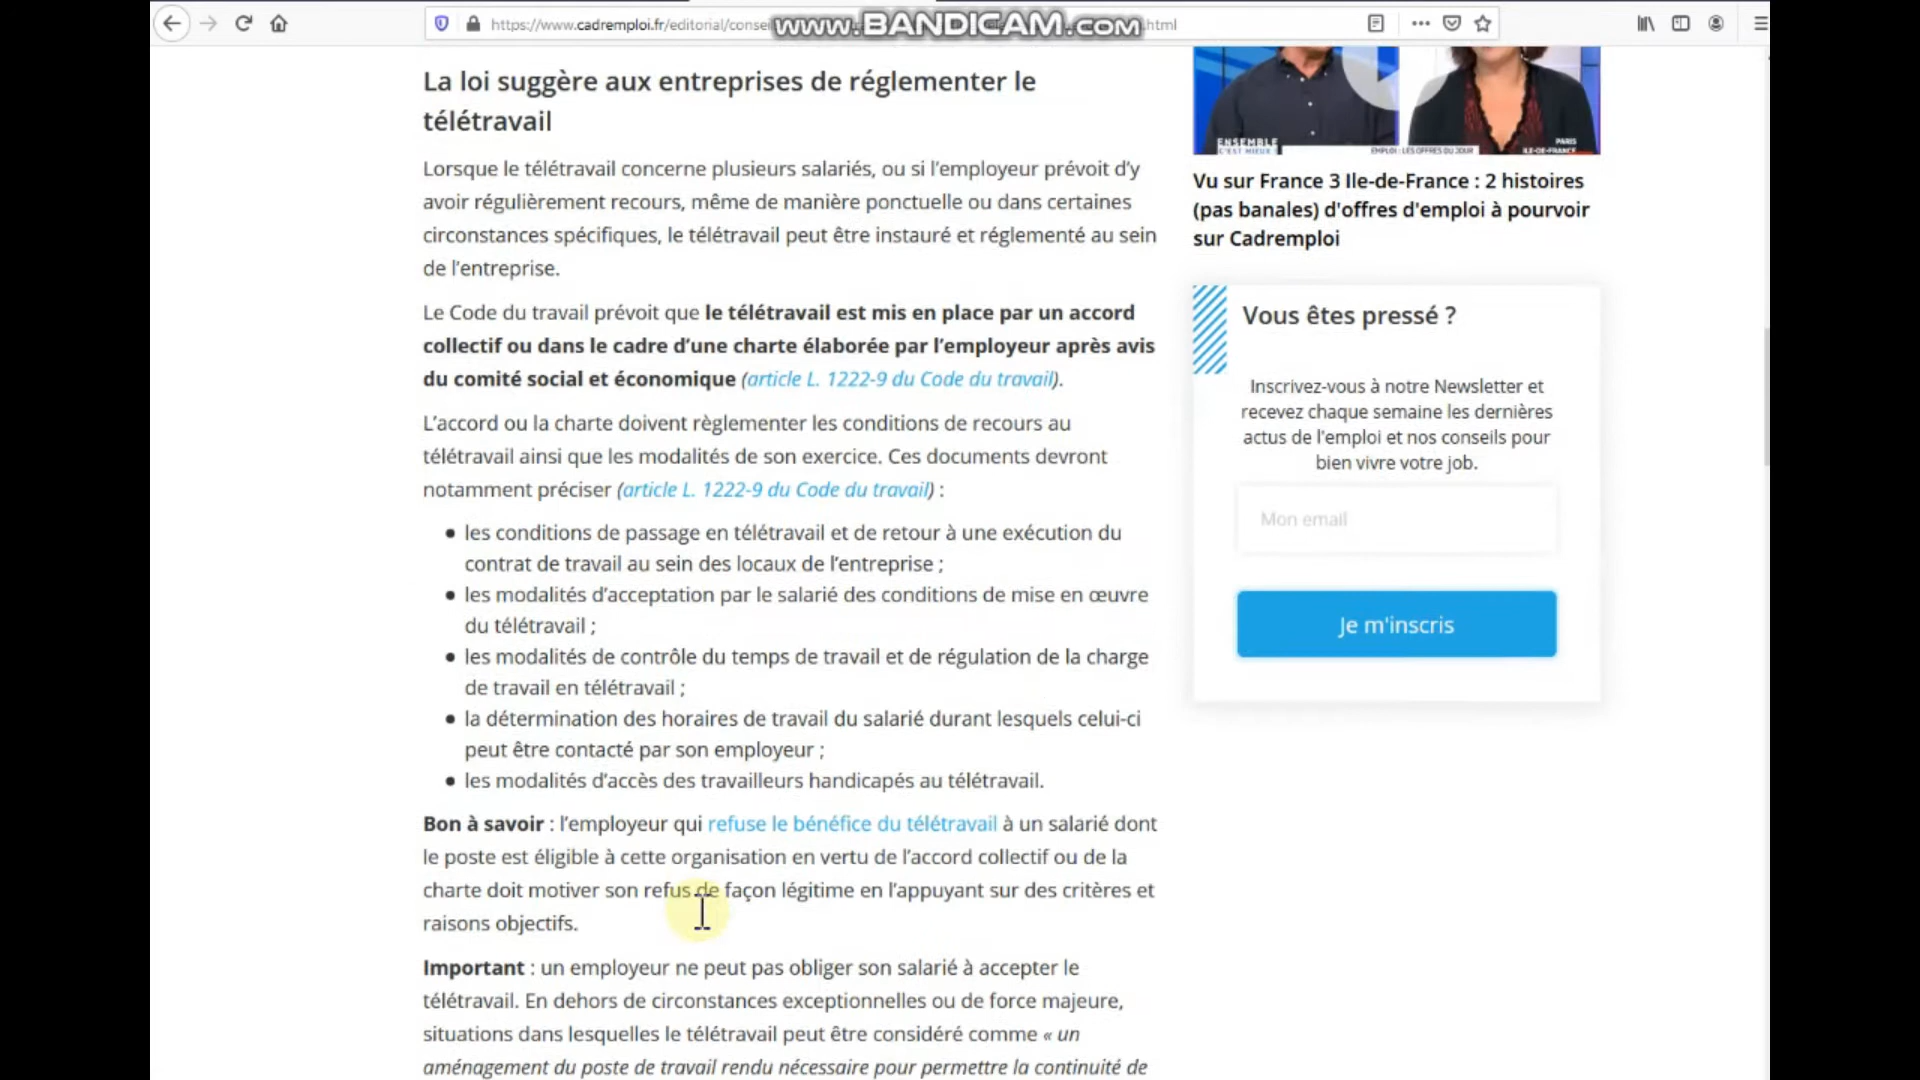 https://www.cadremploi.fr/editorial/consei
www.BANDICAM.com
html
La loi suggère aux entreprises de réglementer le
télétravail
Lorsque le télétravail concerne plusieurs salariés, ou si l’employeur prévoit d’y
avoir régulièrement recours, même de manière ponctuelle ou dans certaines
circonstances spécifiques, le télétravail peut être instauré et réglementé au sein
de l’entreprise.
Le Code du travail prévoit que le télétravail est mis en place par un accord
collectif ou dans le cadre d’une charte élaborée par l’employeur après avis
du comité social et économique (article L. 1222-9 du Code du travail).
L’accord ou la charte doivent règlementer les conditions de recours au
télétravail ainsi que les modalités de son exercice. Ces documents devront
notamment préciser (article L. 1222-9 du Code du travail) :
● les conditions de passage en télétravail et de retour à une exécution du
contrat de travail au sein des locaux de l’entreprise ;
● les modalités d’acceptation par le salarié des conditions de mise en œuvre
du télétravail ;
● les modalités de contrôle du temps de travail et de régulation de la charge
de travail en télétravail ;
● la détermination des horaires de travail du salarié durant lesquels celui-ci
peut être contacté par son employeur ;
● les modalités d’accès des travailleurs handicapés au télétravail.
Bon à savoir : l’employeur qui refuse le bénéfice du télétravail à un salarié dont
le poste est éligible à cette organisation en vertu de l’accord collectif ou de la
charte doit motiver son refus de façon légitime en l’appuyant sur des critères et
raisons objectifs.
Important : un employeur ne peut pas obliger son salarié à accepter le
télétravail. En dehors de circonstances exceptionnelles ou de force majeure,
situations dans lesquelles le télétravail peut être considéré comme « un
aménagement du poste de travail rendu nécessaire pour permettre la continuité de
ENSEMBLE
C'EST MIEUX !
EMPLOI : LES OFFRES DU JOUR
PARIS
ILE-DE-FRANCE
Vu sur France 3 Ile-de-France : 2 histoires
(pas banales) d'offres d'emploi à pourvoir
sur Cadremploi
Vous êtes pressé ?
Inscrivez-vous à notre Newsletter et
recevez chaque semaine les dernières
actus de l'emploi et nos conseils pour
bien vivre votre job.
Mon email
Je m'inscris